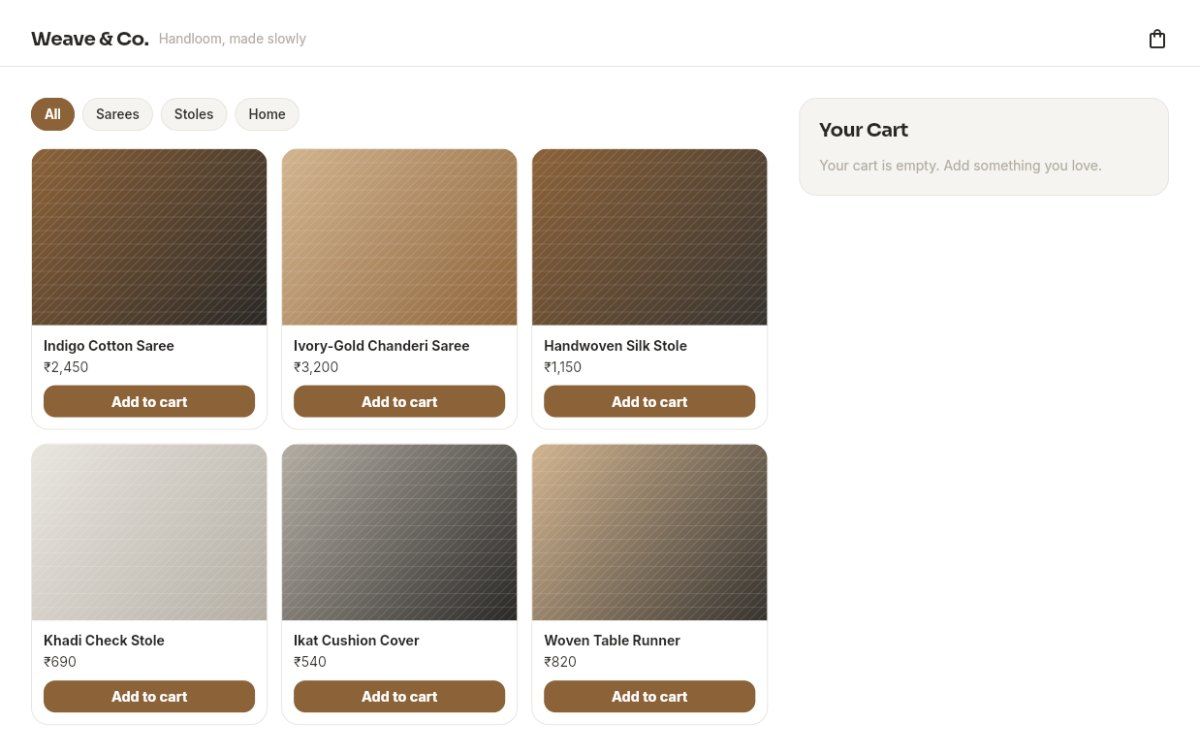 Weave & Co. Handloom, made slowly
All Sarees Stoles Home
Indigo Cotton Saree
₹2,450
Add to cart
Ivory-Gold Chanderi Saree
₹3,200
Add to cart
Handwoven Silk Stole
₹1,150
Add to cart
Khadi Check Stole
₹690
Add to cart
Ikat Cushion Cover
₹540
Add to cart
Woven Table Runner
₹820
Add to cart
Your Cart
Your cart is empty. Add something you love.